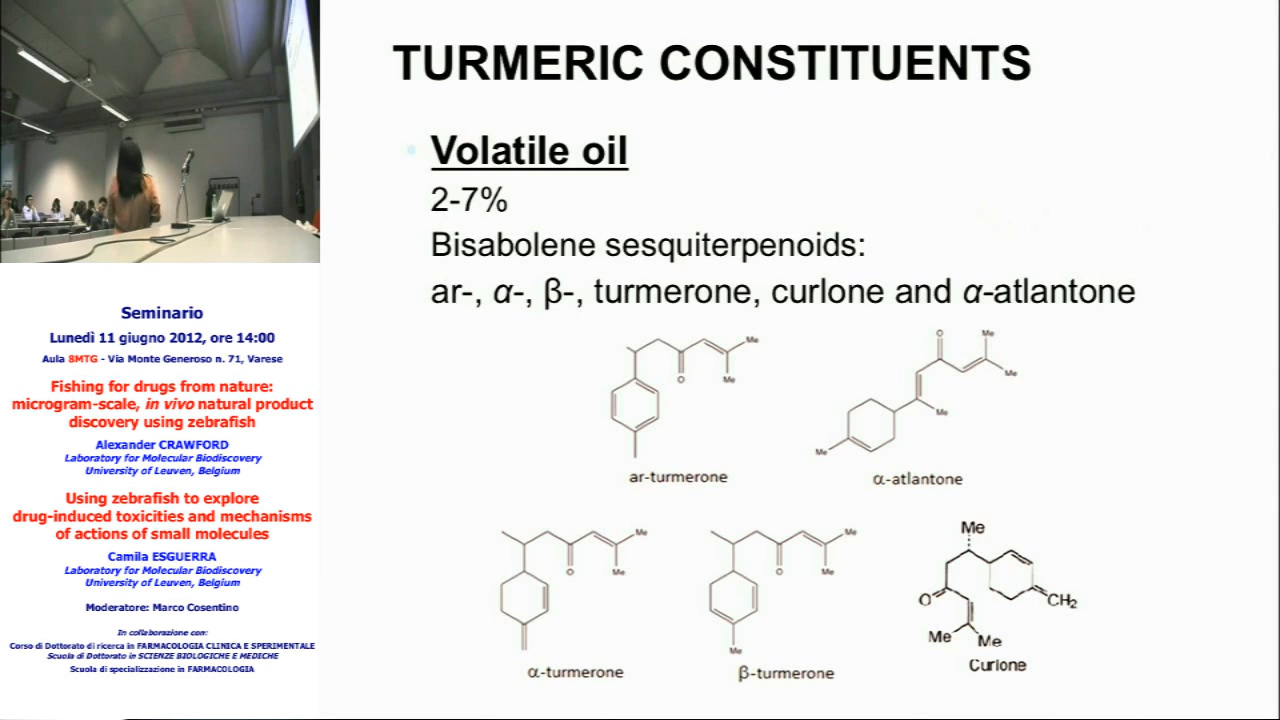 TURMERIC CONSTITUENTS
Volatile oil
2-7%
Bisabolene sesquiterpenoids:
ar-, α-, β-, turmerone, curlone and α-atlantone
Me
O
Me
ar-turmerone
O
Me
Me
Me
Me
α-atlantone
Me
O
Me
α-turmerone
Me
O
Me
Me
β-turmerone
Me
O
CH2
Me
Me
Curlone
Seminario
Lunedì 11 giugno 2012, ore 14:00
Aula 8MTG - Via Monte Generoso n. 71, Varese
Fishing for drugs from nature:
microgram-scale, in vivo natural product
discovery using zebrafish
Alexander CRAWFORD
Laboratory for Molecular Biodiscovery
University of Leuven, Belgium
Using zebrafish to explore
drug-induced toxicities and mechanisms
of actions of small molecules
Camila ESGUERRA
Laboratory for Molecular Biodiscovery
University of Leuven, Belgium
Moderatore: Marco Cosentino
In collaborazione con:
Corso di Dottorato di ricerca in FARMACOLOGIA CLINICA E SPERIMENTALE
Scuola di Dottorato in SCIENZE BIOLOGICHE E MEDICHE
Scuola di specializzazione in FARMACOLOGIA